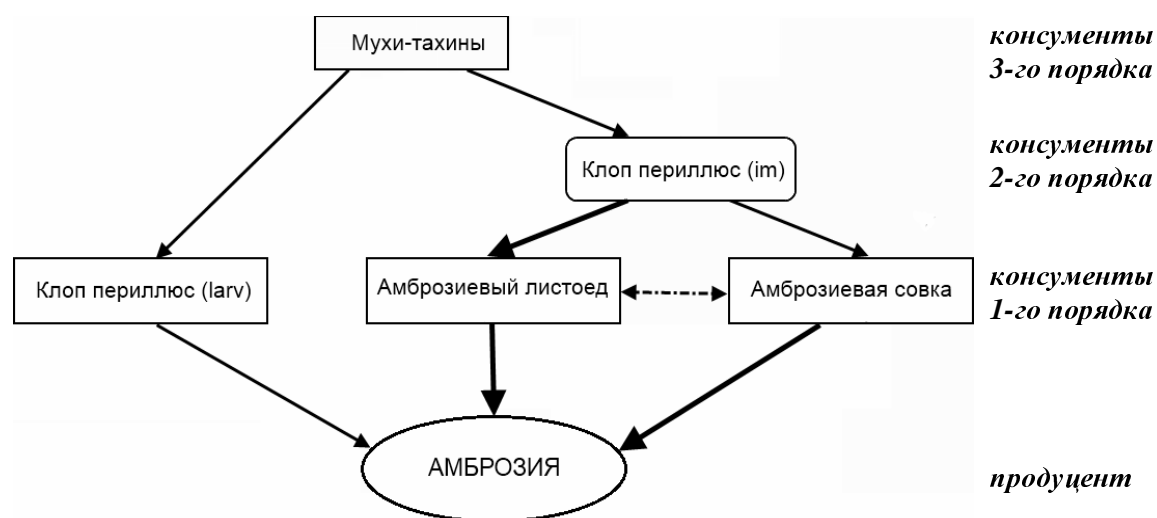 Мухи-тахины
консументы
3-го порядка
Клоп периллюс (im)
консументы
2-го порядка
Клоп периллюс (larv)
Амброзиевый листоед
Амброзиевая совка
консументы
1-го порядка
АМБРОЗИЯ
продуцент